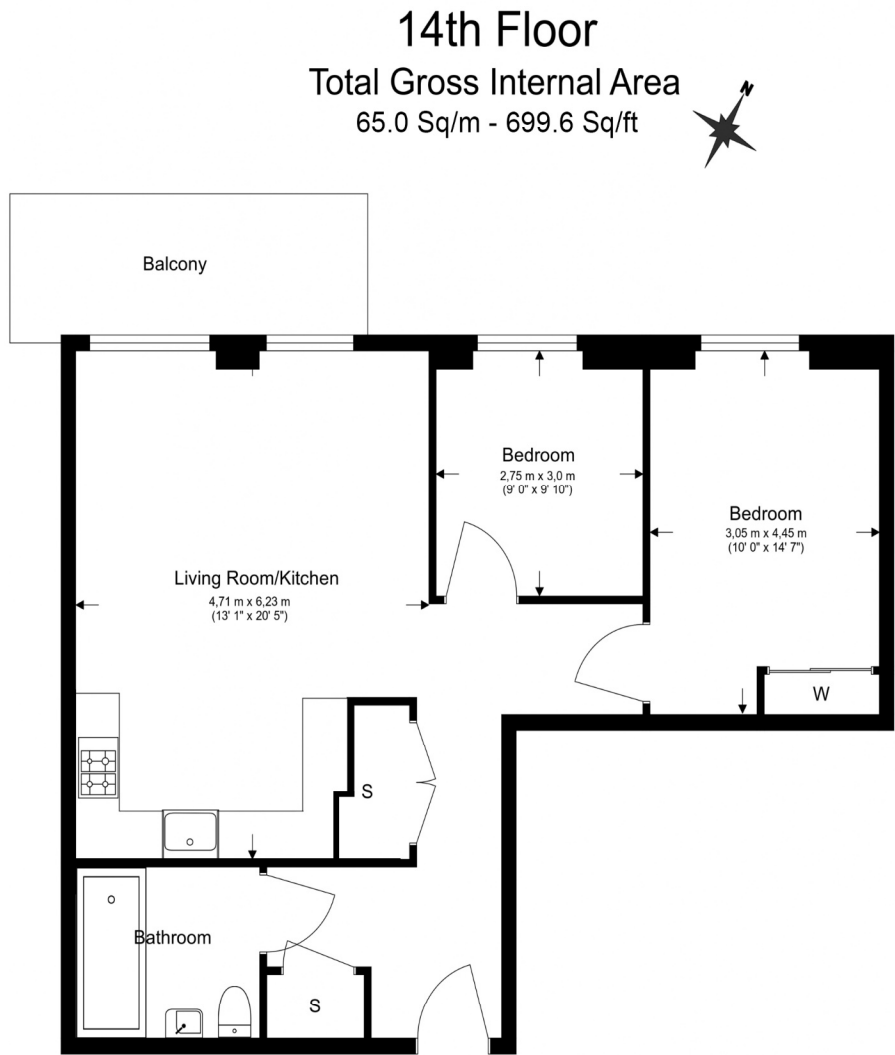 14th Floor
Total Gross Internal Area
65.0 Sq/m - 699.6 Sq/ft
N
Balcony
Bedroom
2,75 m x 3,0 m
(9' 0" x 9' 10")
Bedroom
3,05 m x 4,45 m
(10' 0" x 14' 7")
Living Room/Kitchen
4,71 m x 6,23 m
(13' 1" x 20' 5")
W
S
Bathroom
S